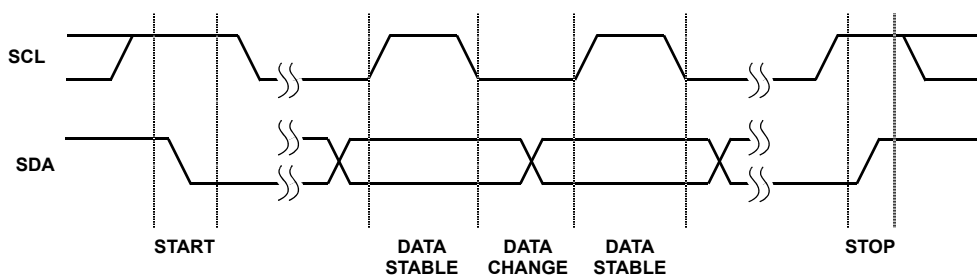 SCL
SDA
START
DATA
STABLE
DATA
CHANGE
DATA
STABLE
STOP